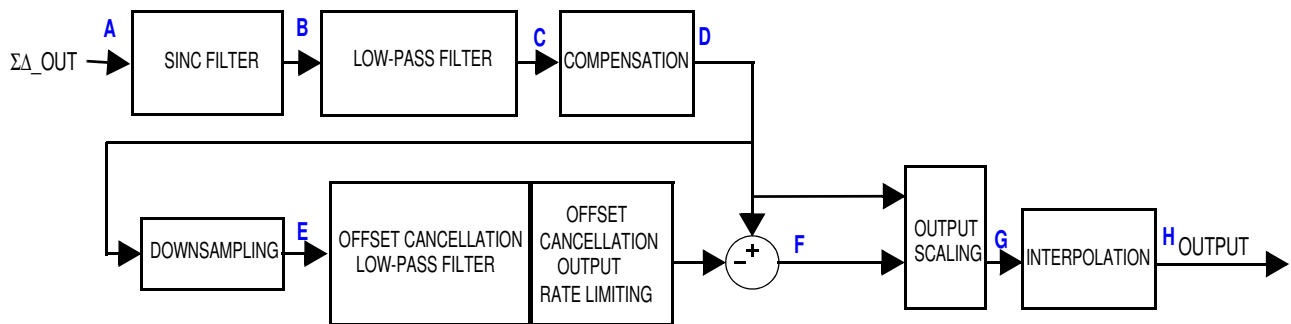 A
B
C
D
ΣΔ_OUT
SINC FILTER
LOW-PASS FILTER
COMPENSATION
DOWNSAMPLING
E
OFFSET CANCELLATION
LOW-PASS FILTER
OFFSET
CANCELLATION
OUTPUT
RATE LIMITING
+
−
F
OUTPUT
SCALING
G
INTERPOLATION
H
OUTPUT